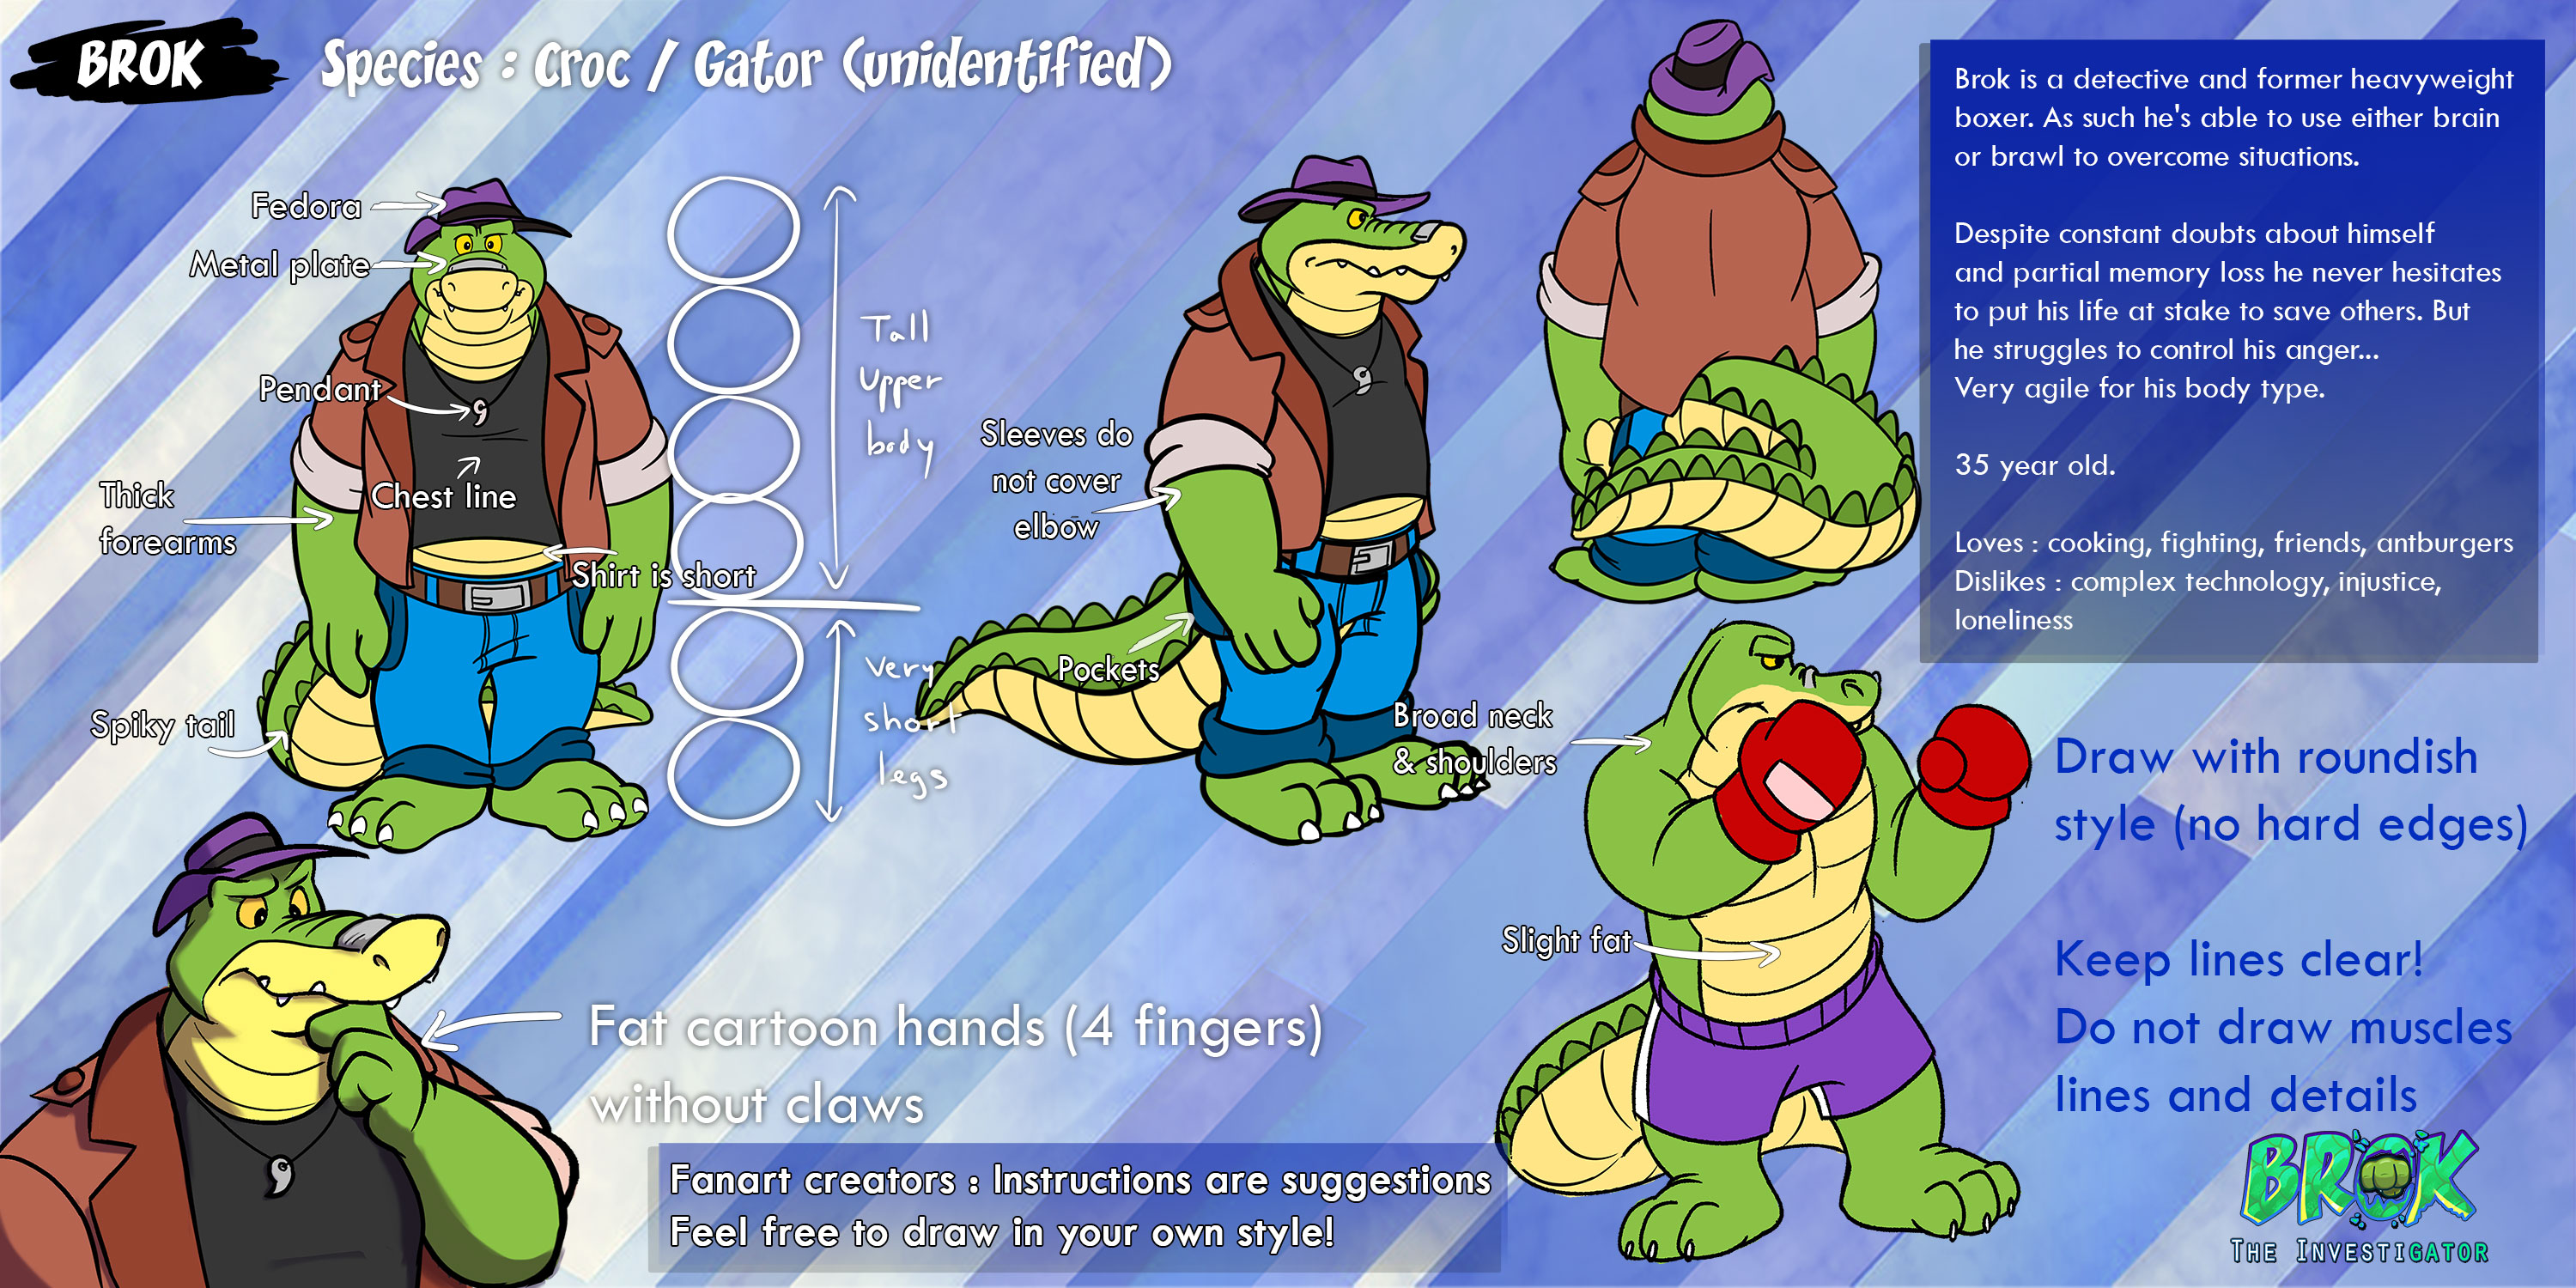 BROK
Species : Croc / Gator (unidentified)
Fedora
Metal plate
Pendant
Thick
forearms
Chest line
Shirt is short
Spiky tail
Tall
Upper
body
Very
short
legs
Sleeves do
not cover
elbow
Pockets
Brok is a detective and former heavyweight
boxer. As such he's able to use either brain
or brawl to overcome situations.
Despite constant doubts about himself
and partial memory loss he never hesitates
to put his life at stake to save others. But
he struggles to control his anger...
Very agile for his body type.
35 year old.
Loves : cooking, fighting, friends, antburgers
Dislikes : complex technology, injustice,
loneliness
Broad neck
& shoulders
Slight fat
Draw with roundish
style (no hard edges)
Keep lines clear!
Do not draw muscles
lines and details
Fat cartoon hands (4 fingers)
without claws
Fanart creators : Instructions are suggestions
Feel free to draw in your own style!
BROK
THE INVESTIGATOR